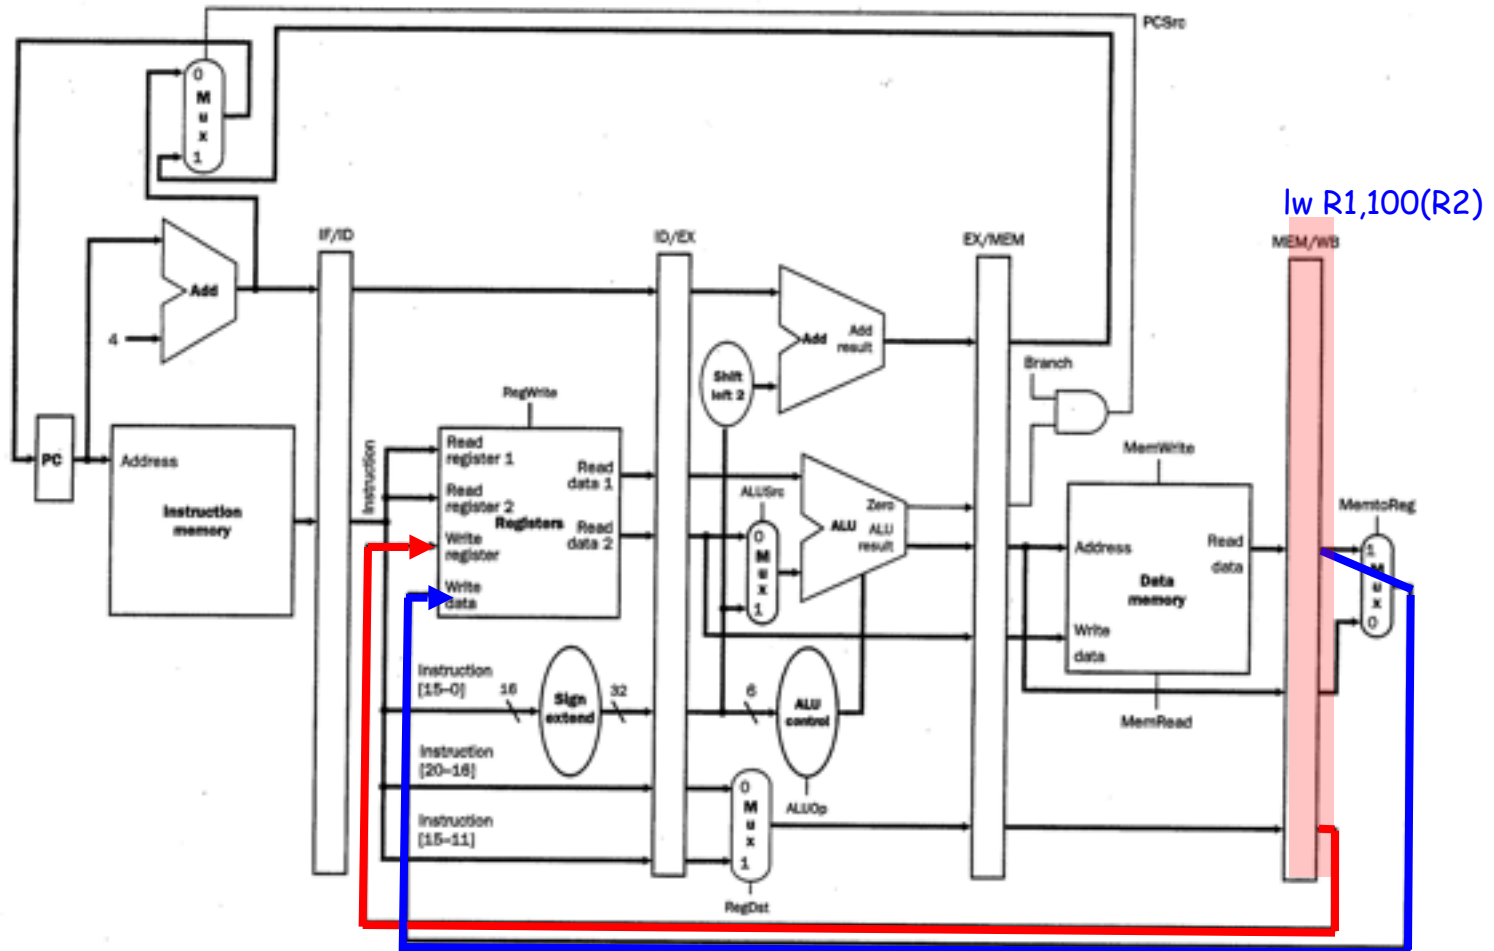 PCSrc
0
M
u
x
1
lw R1,100(R2)
IF/ID
ID/EX
EX/MEM
MEM/WB
Add
4
Add
Add
result
Shift
left 2
Branch
RegWrite
PC
Address
Instruction
memory
Instruction
Read
register 1
Read
register 2
Write
register
Write
data
Registers
Read
data 1
Read
data 2
ALUSrc
0
M
u
x
1
Zero
ALU
ALU
result
MemWrite
Address
Read
data
Data
memory
Write
data
MemRead
MemtoReg
1
M
u
x
0
Instruction
[15–0]
16
Sign
extend
32
6
ALU
control
Instruction
[20–16]
ALUOp
Instruction
[15–11]
0
M
u
x
1
RegDst